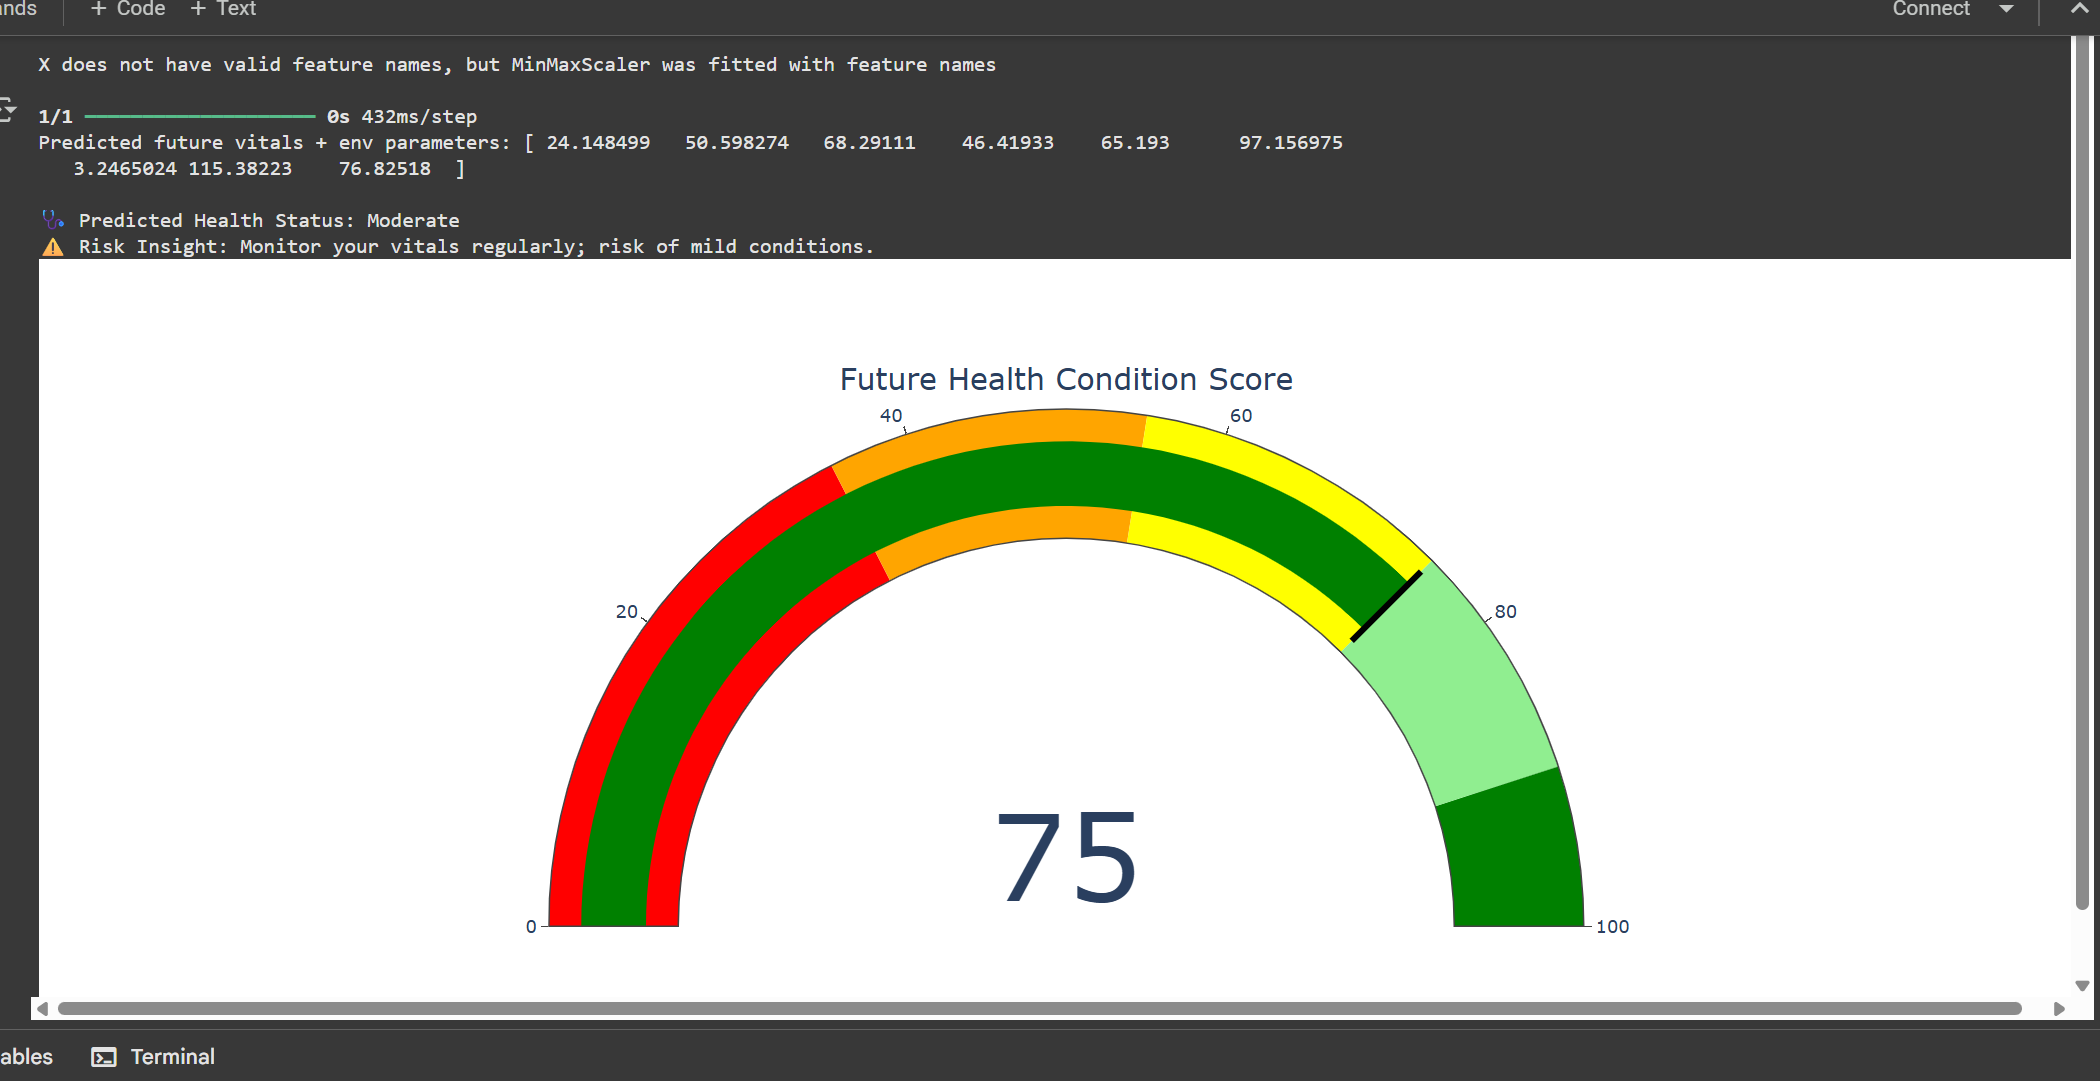 + Code + Text Connect
X does not have valid feature names, but MinMaxScaler was fitted with feature names
1/1 0s 432ms/step
Predicted future vitals + env parameters: [ 24.148499 50.598274 68.29111 46.41933 65.193 97.156975
3.2465024 115.38223 76.82518 ]
Predicted Health Status: Moderate
Risk Insight: Monitor your vitals regularly; risk of mild conditions.
Future Health Condition Score
40 60
20 80
75
0 100
Terminal